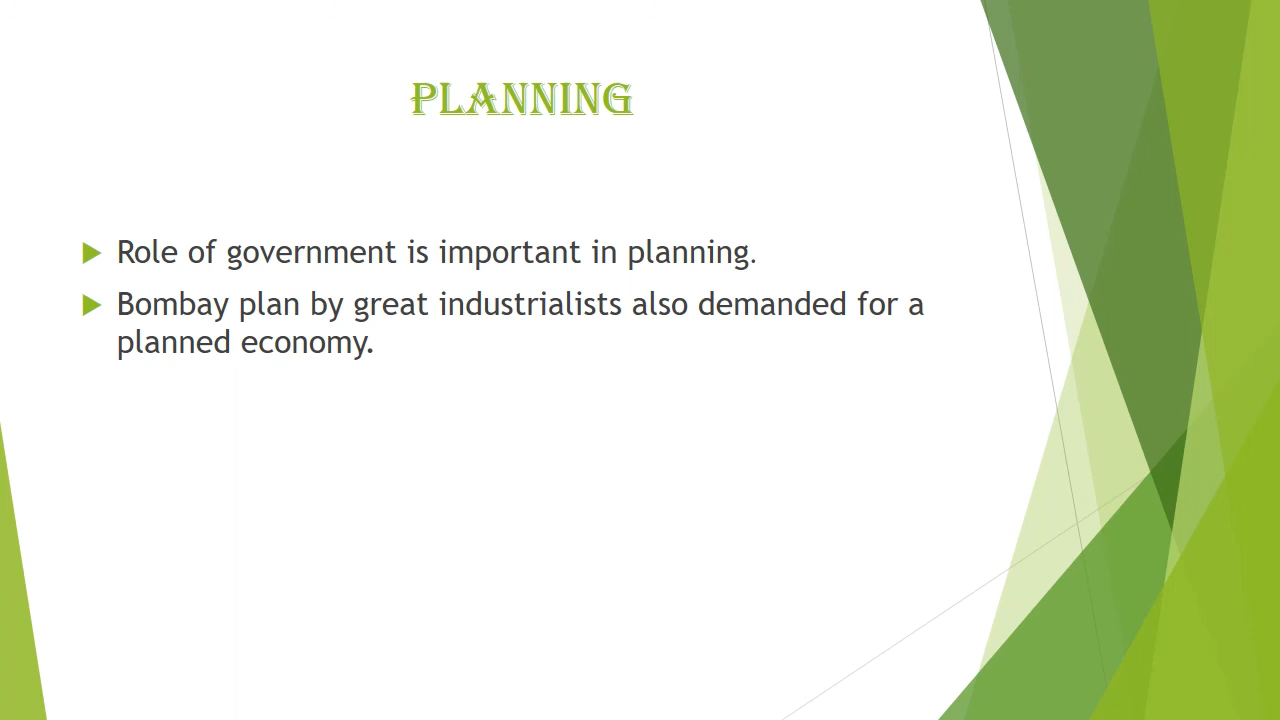 PLANNING
Role of government is important in planning.
Bombay plan by great industrialists also demanded for a
planned economy.